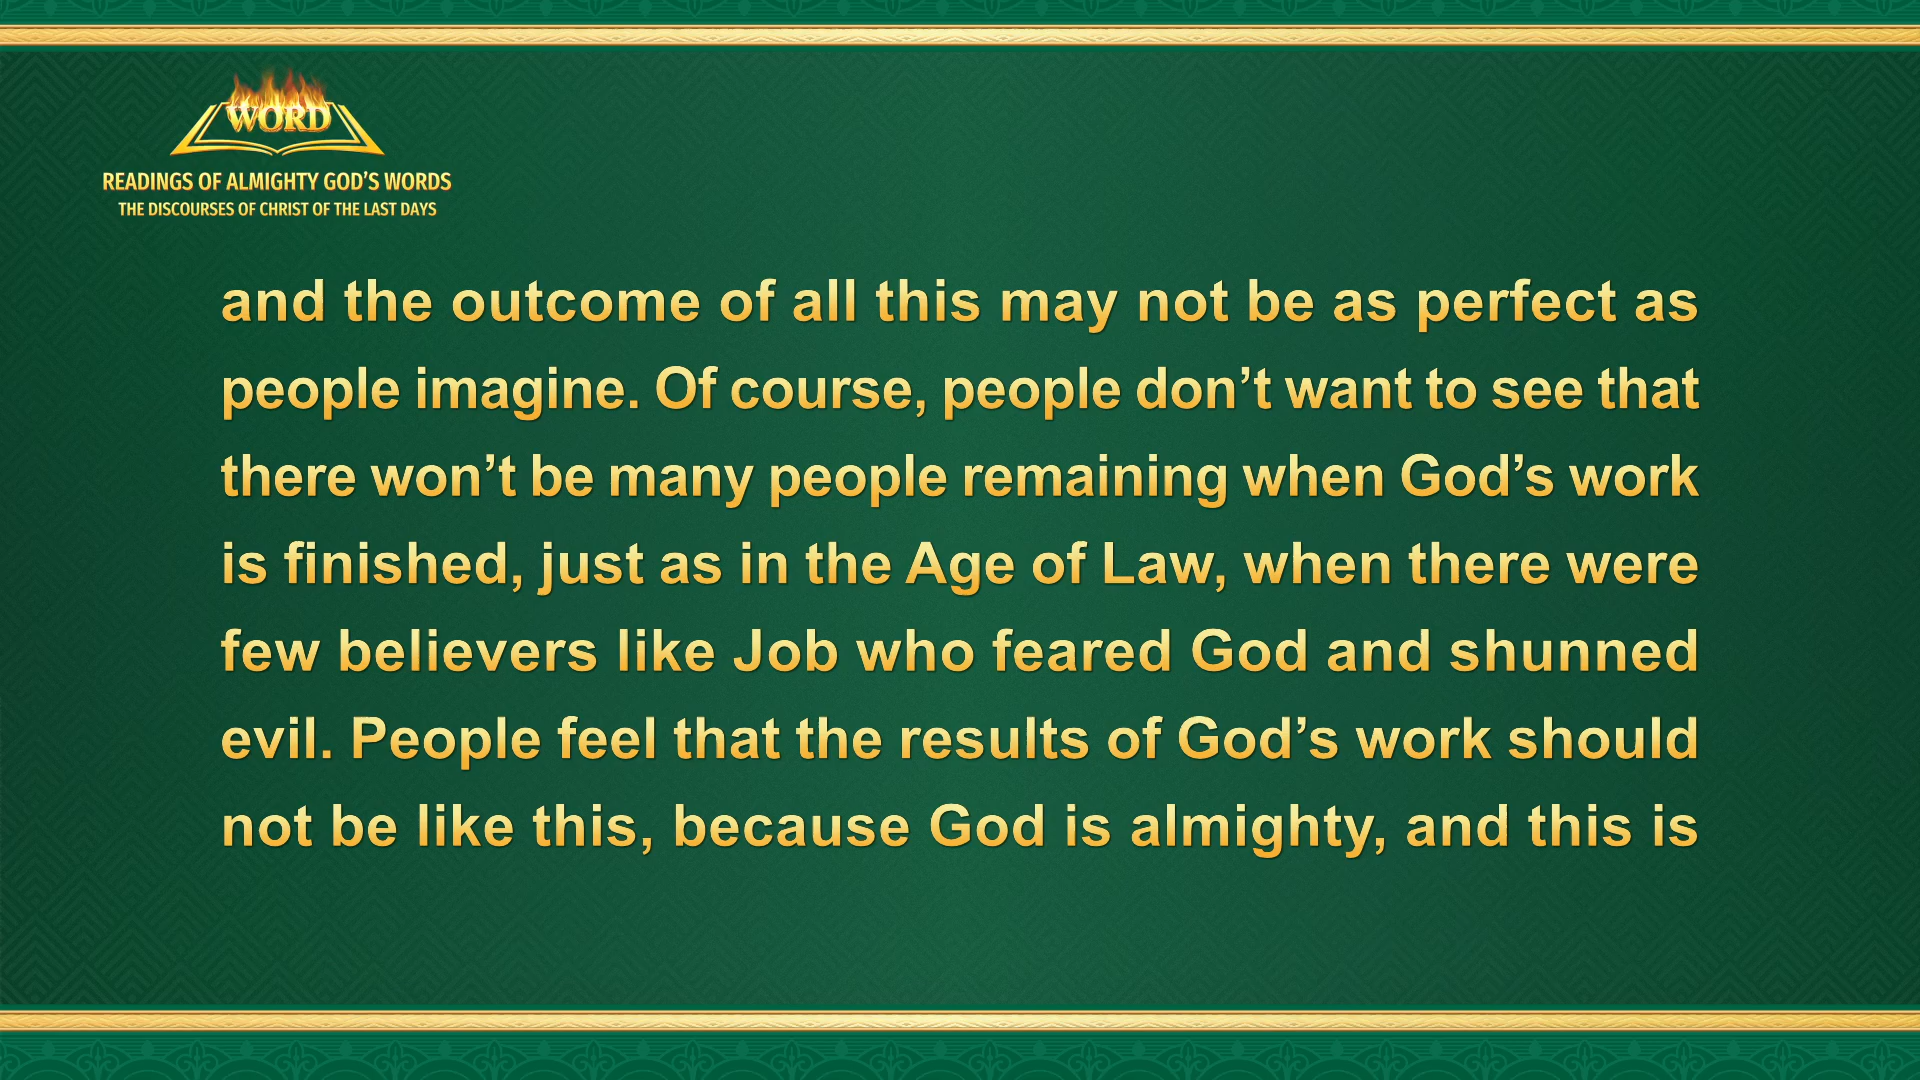 WORD
READINGS OF ALMIGHTY GOD’S WORDS
THE DISCOURSES OF CHRIST OF THE LAST DAYS
and the outcome of all this may not be as perfect as
people imagine. Of course, people don’t want to see that
there won’t be many people remaining when God’s work
is finished, just as in the Age of Law, when there were
few believers like Job who feared God and shunned
evil. People feel that the results of God’s work should
not be like this, because God is almighty, and this is